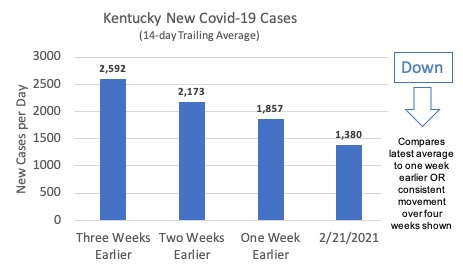 Kentucky New Covid-19 Cases
(14-day Trailing Average)
New Cases per Day
3000
2500
2000
1500
1000
500
0
2,592
2,173
1,857
1,380
Three Weeks
Earlier
Two Weeks
Earlier
One Week
Earlier
2/21/2021
Down
Compares
latest average
to one week
earlier OR
consistent
movement
over four
weeks shown